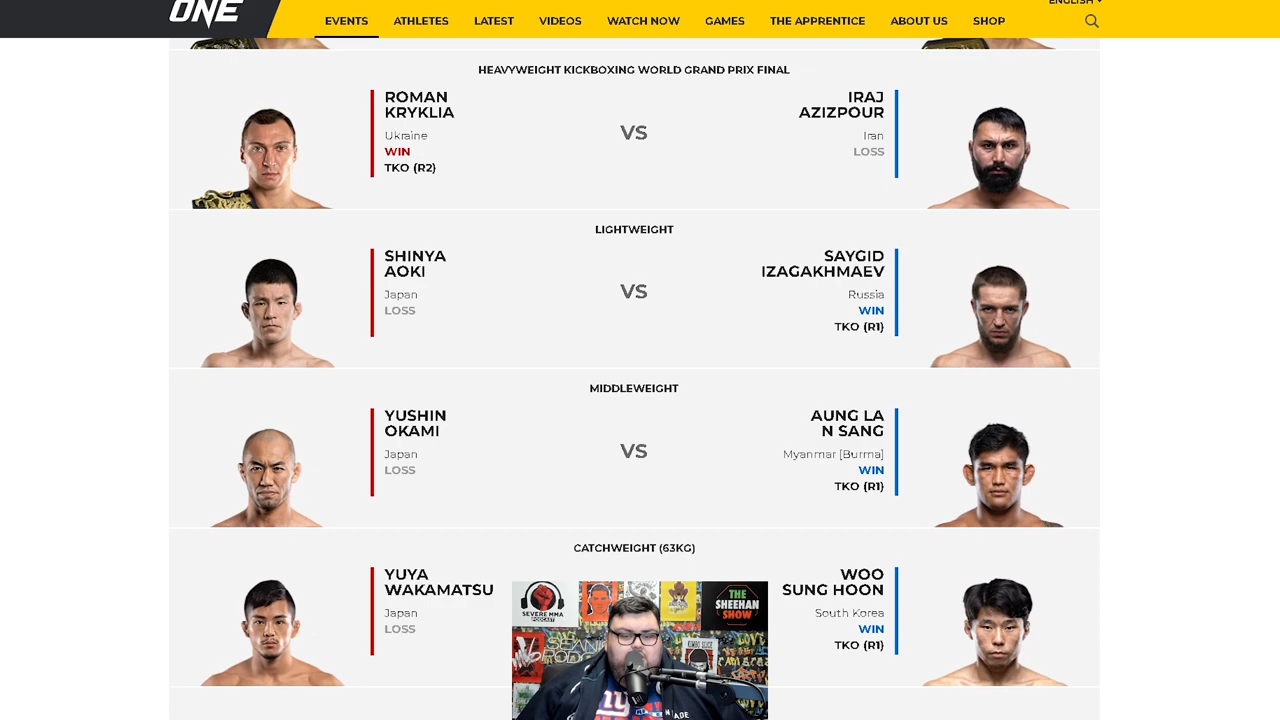 ONE
EVENTS
ATHLETES
LATEST
VIDEOS
WATCH NOW
GAMES
THE APPRENTICE
ABOUT US
SHOP
ENGLISH
HEAVYWEIGHT KICKBOXING WORLD GRAND PRIX FINAL
ROMAN
KRYKLIA
Ukraine
WIN
TKO (R2)
VS
IRAJ
AZIZPOUR
Iran
LOSS
LIGHTWEIGHT
SHINYA
AOKI
Japan
LOSS
VS
SAYGID
IZAGAKHMAEV
Russia
WIN
TKO (R1)
MIDDLEWEIGHT
YUSHIN
OKAMI
Japan
LOSS
VS
AUNG LA
N SANG
Myanmar [Burma]
WIN
TKO (R1)
CATCHWEIGHT (63KG)
YUYA
WAKAMATSU
Japan
LOSS
WOO
SUNG HOON
South Korea
WIN
TKO (R1)
SEVERE MMA
PODCAST
THE
SHEEHAN
SHOW